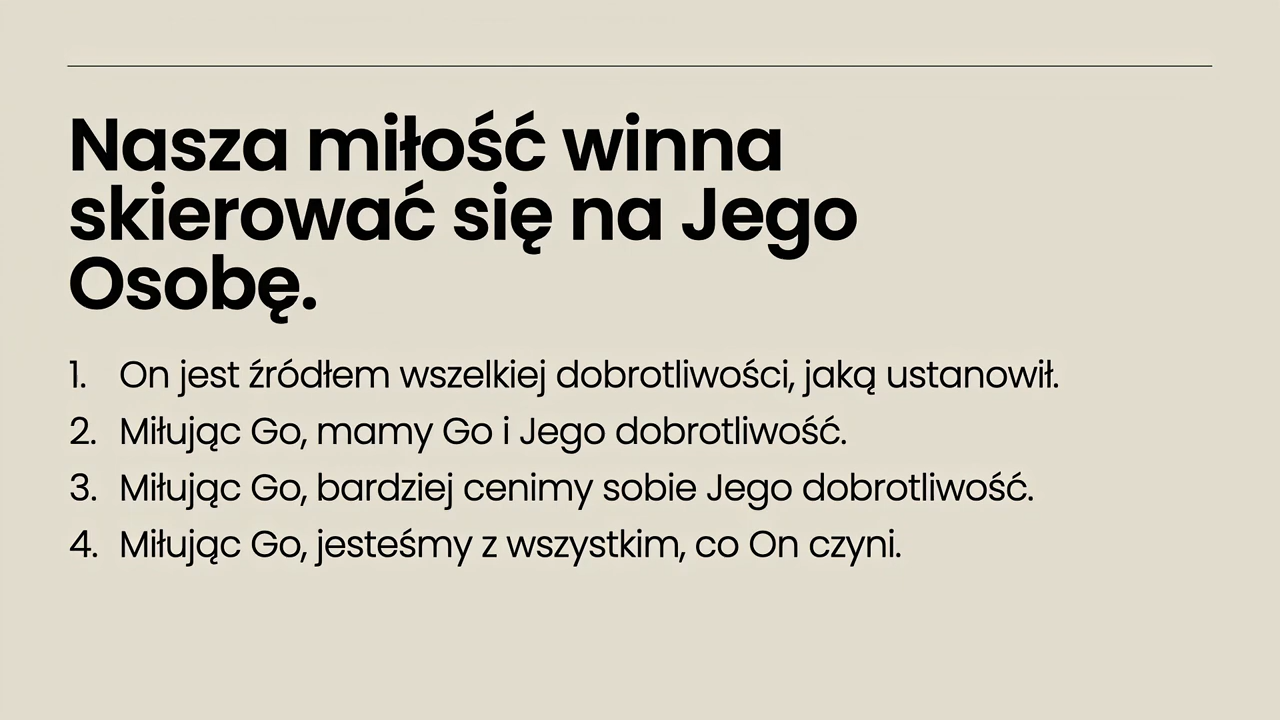 Nasza miłość winna
skierować się na Jego
Osobę.
1. On jest źródłem wszelkiej dobrotliwości, jaką ustanowił.
2. Miłując Go, mamy Go i Jego dobrotliwość.
3. Miłując Go, bardziej cenimy sobie Jego dobrotliwość.
4. Miłując Go, jesteśmy z wszystkim, co On czyni.